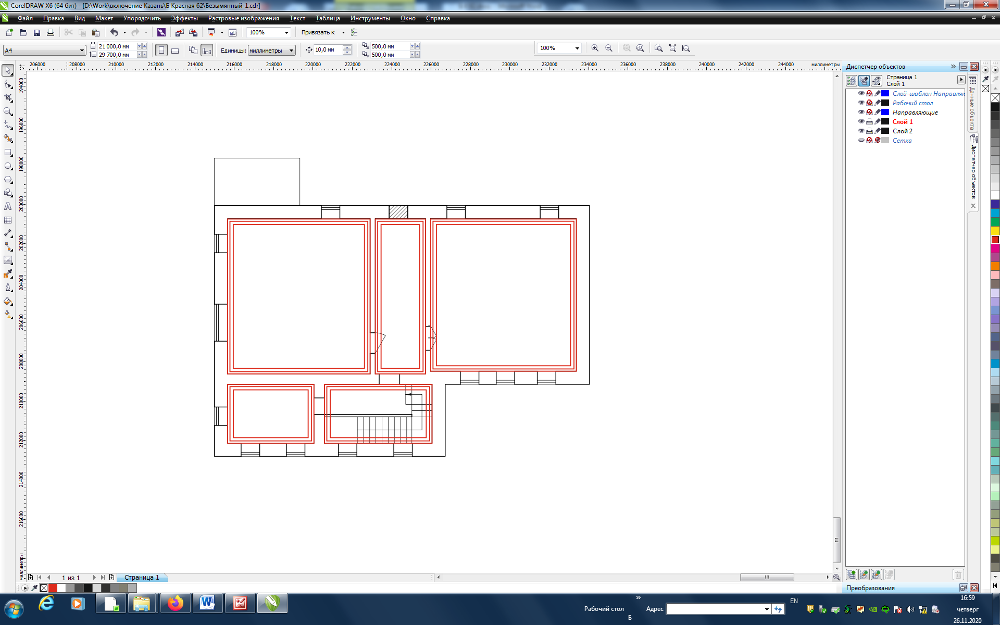 CorelDRAW X6 (64 бит) - [D:\Work\включение Казань\Б Красная 62\Безымянный-1.cdr]
Файл Правка Вид Макет Упорядочить Эффекты Растровые изображения Текст Таблица Инструменты Окно Справка
100% Привязать к
A4 21 000,0 мм 29 700,0 мм Единицы: миллиметры 10,0 мм 500,0 мм 500,0 мм 100%
206000 208000 210000 212000 214000 216000 218000 220000 222000 224000 226000 228000 230000 232000 234000 236000 238000 240000 242000 244000 миллиметры
194000
196000
198000
200000
202000
204000
206000
208000
210000
212000
214000
216000
миллиметры
Диспетчер объектов
Страница 1
Слой 1
Слой-шаблон Направляю
Рабочий стол
Направляющие
Слой 1
Слой 2
Сетка
Данные объекта
Диспетчер объектов
1 из 1 Страница 1
Преобразования
Рабочий стол
Б
Адрес
EN
16:59
четверг
26.11.2020